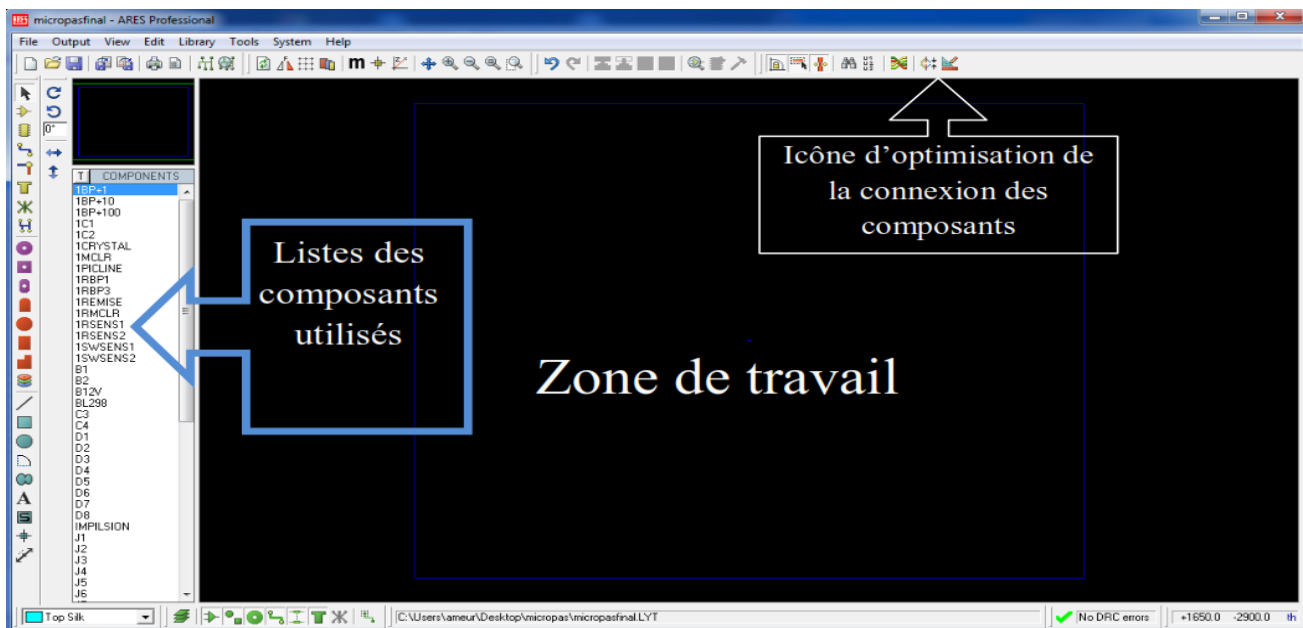 micropasfinal - ARES Professional
File Output View Edit Library Tools System Help
m
0°
T COMPONENTS
1BP+1
1BP+10
1BP+100
1C1
1C2
1CRYSTAL
1MCLR
1PICLINE
1RBP1
1RBP3
1REMISE
1RMCLR
1RSENS1
1RSENS2
1SWSENS1
1SWSENS2
B1
B2
B12V
BL298
C3
C4
D1
D2
D3
D4
D5
D6
D7
D8
IMPILSION
J1
J2
J3
J4
J5
J6
Listes des
composants
utilisés
Icône d'optimisation de
la connexion des
composants
Zone de travail
A
S
Top Silk
C:\Users\ameur\Desktop\micropas\micropasfinal.LYT
No DRC errors
+1650.0 -2900.0 th